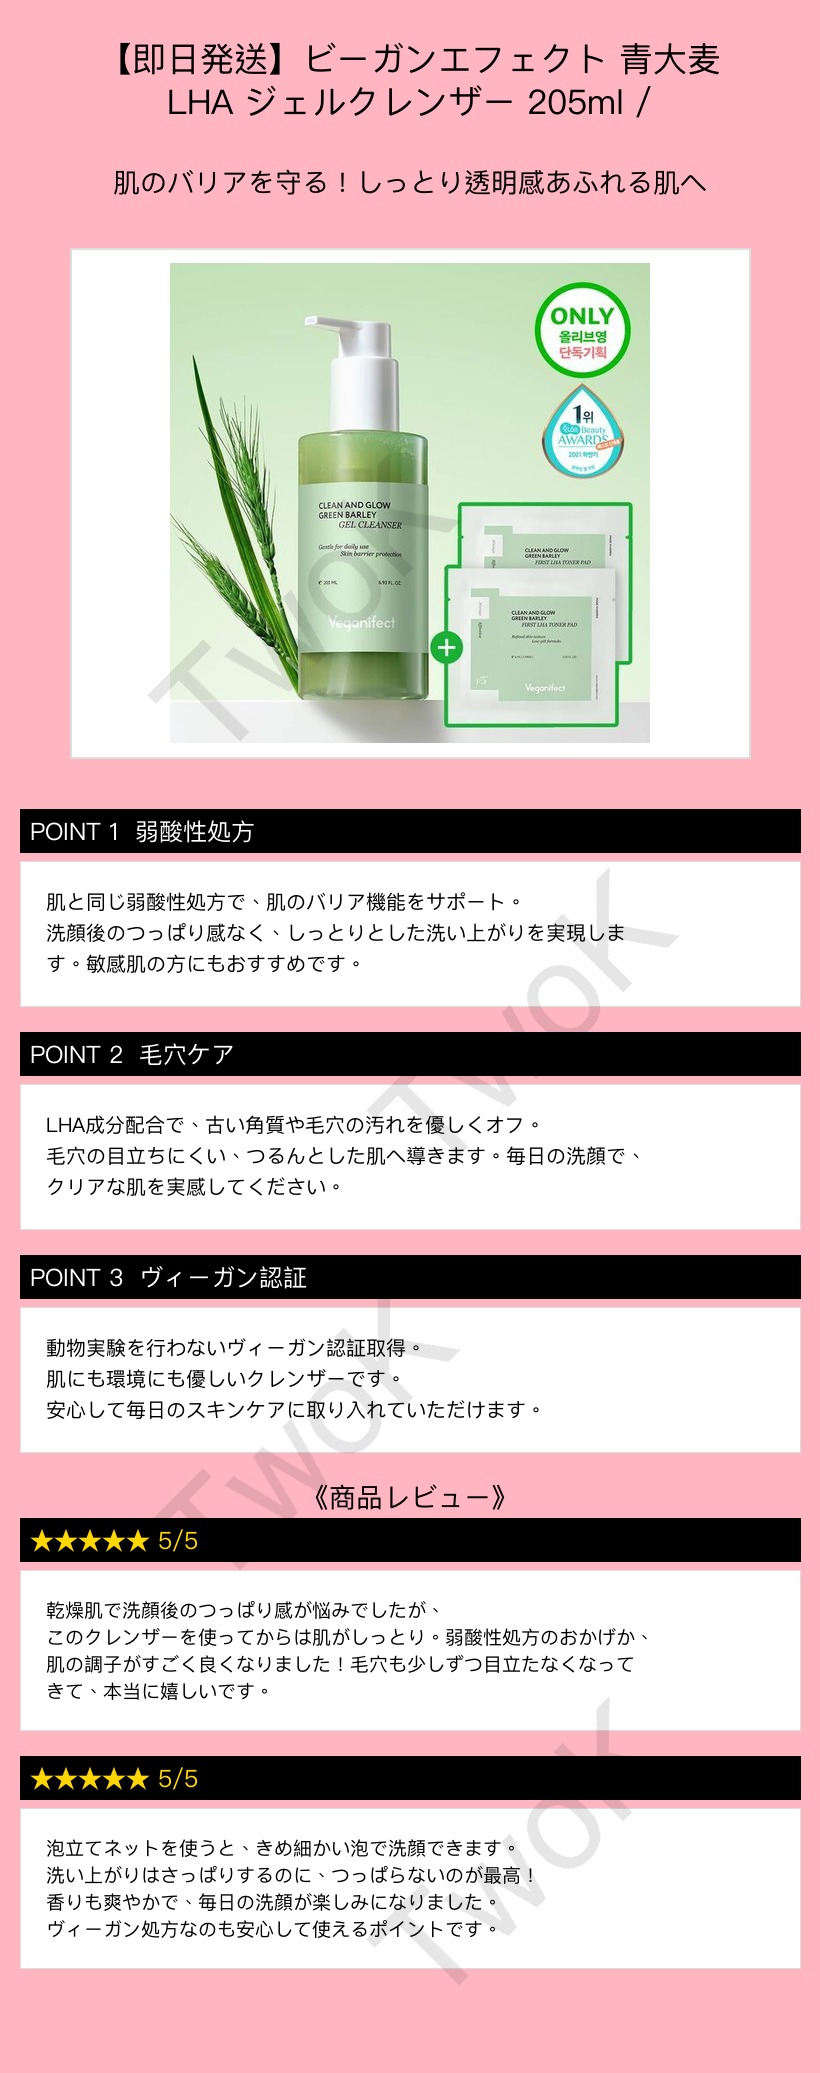 【即日発送】ビーガンエフェクト 青大麦
LHA ジェルクレンザー 205ml /
肌のバリアを守る！しっとり透明感あふれる肌へ
ONLY
올리브영
단독기획
1위
Beauty
AWARDS
2021 하반기
CLEAN AND GLOW
GREEN BARLEY
GEL CLEANSER
Gentle for daily use
Skin barrier protection
Veganifect
+
CLEAN AND GLOW
GREEN BARLEY
FIRST LHA TONER PAD
CLEAN AND GLOW
GREEN BARLEY
FIRST LHA TONER PAD
Refined skin texture
Low-pH formula
Veganifect
TwoK
POINT 1 弱酸性処方
肌と同じ弱酸性処方で、肌のバリア機能をサポート。
洗顔後のつっぱり感なく、しっとりとした洗い上がりを実現しま
す。敏感肌の方にもおすすめです。
TwoK
POINT 2 毛穴ケア
LHA成分配合で、古い角質や毛穴の汚れを優しくオフ。
毛穴の目立ちにくい、つるんとした肌へ導きます。毎日の洗顔で、
クリアな肌を実感してください。
POINT 3 ヴィーガン認証
動物実験を行わないヴィーガン認証取得。
肌にも環境にも優しいクレンザーです。
安心して毎日のスキンケアに取り入れていただけます。
TwoK
《商品レビュー》
★★★★★ 5/5
乾燥肌で洗顔後のつっぱり感が悩みでしたが、
このクレンザーを使ってからは肌がしっとり。弱酸性処方のおかげか、
肌の調子がすごく良くなりました！毛穴も少しずつ目立たなくなって
きて、本当に嬉しいです。
★★★★★ 5/5
泡立てネットを使うと、きめ細かい泡で洗顔できます。
洗い上がりはさっぱりするのに、つっぱらないのが最高！
香りも爽やかで、毎日の洗顔が楽しみになりました。
ヴィーガン処方なのも安心して使えるポイントです。
TwoK